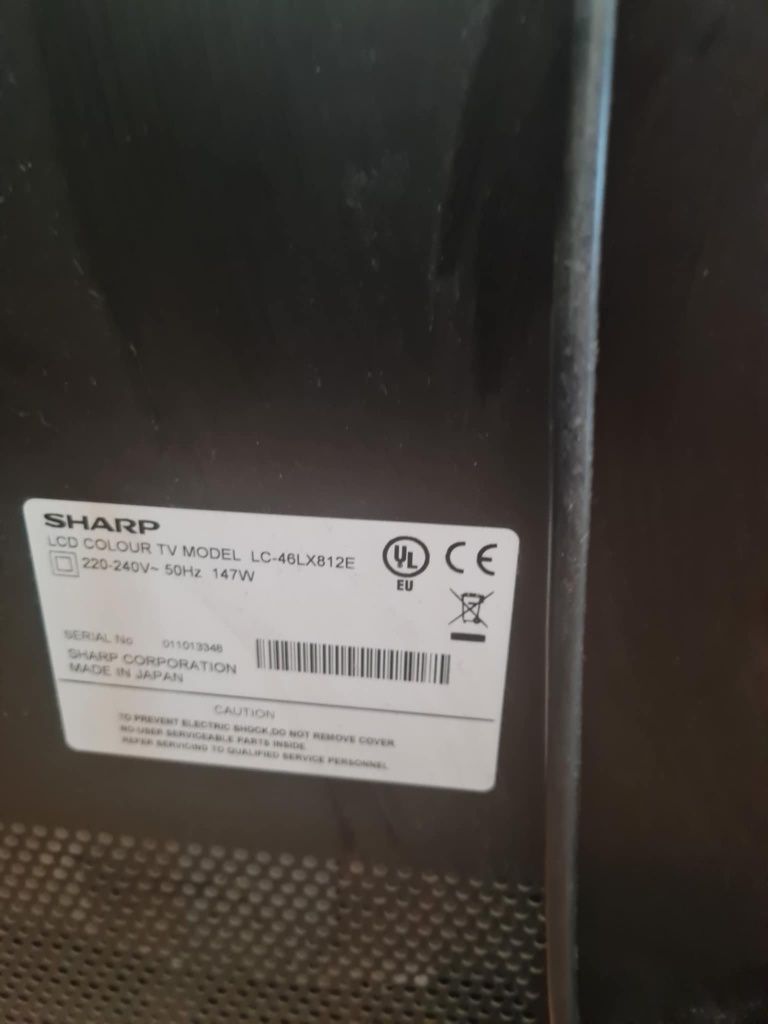 SHARP
LCD COLOUR TV MODEL LC-46LX812E
220-240V~ 50Hz 147W
UL
EU
CE
SERIAL No 011013348
SHARP CORPORATION
MADE IN JAPAN
CAUTION
TO PREVENT ELECTRIC SHOCK,DO NOT REMOVE COVER
NO USER SERVICEABLE PARTS INSIDE
REFER SERVICING TO QUALIFIED SERVICE PERSONNEL